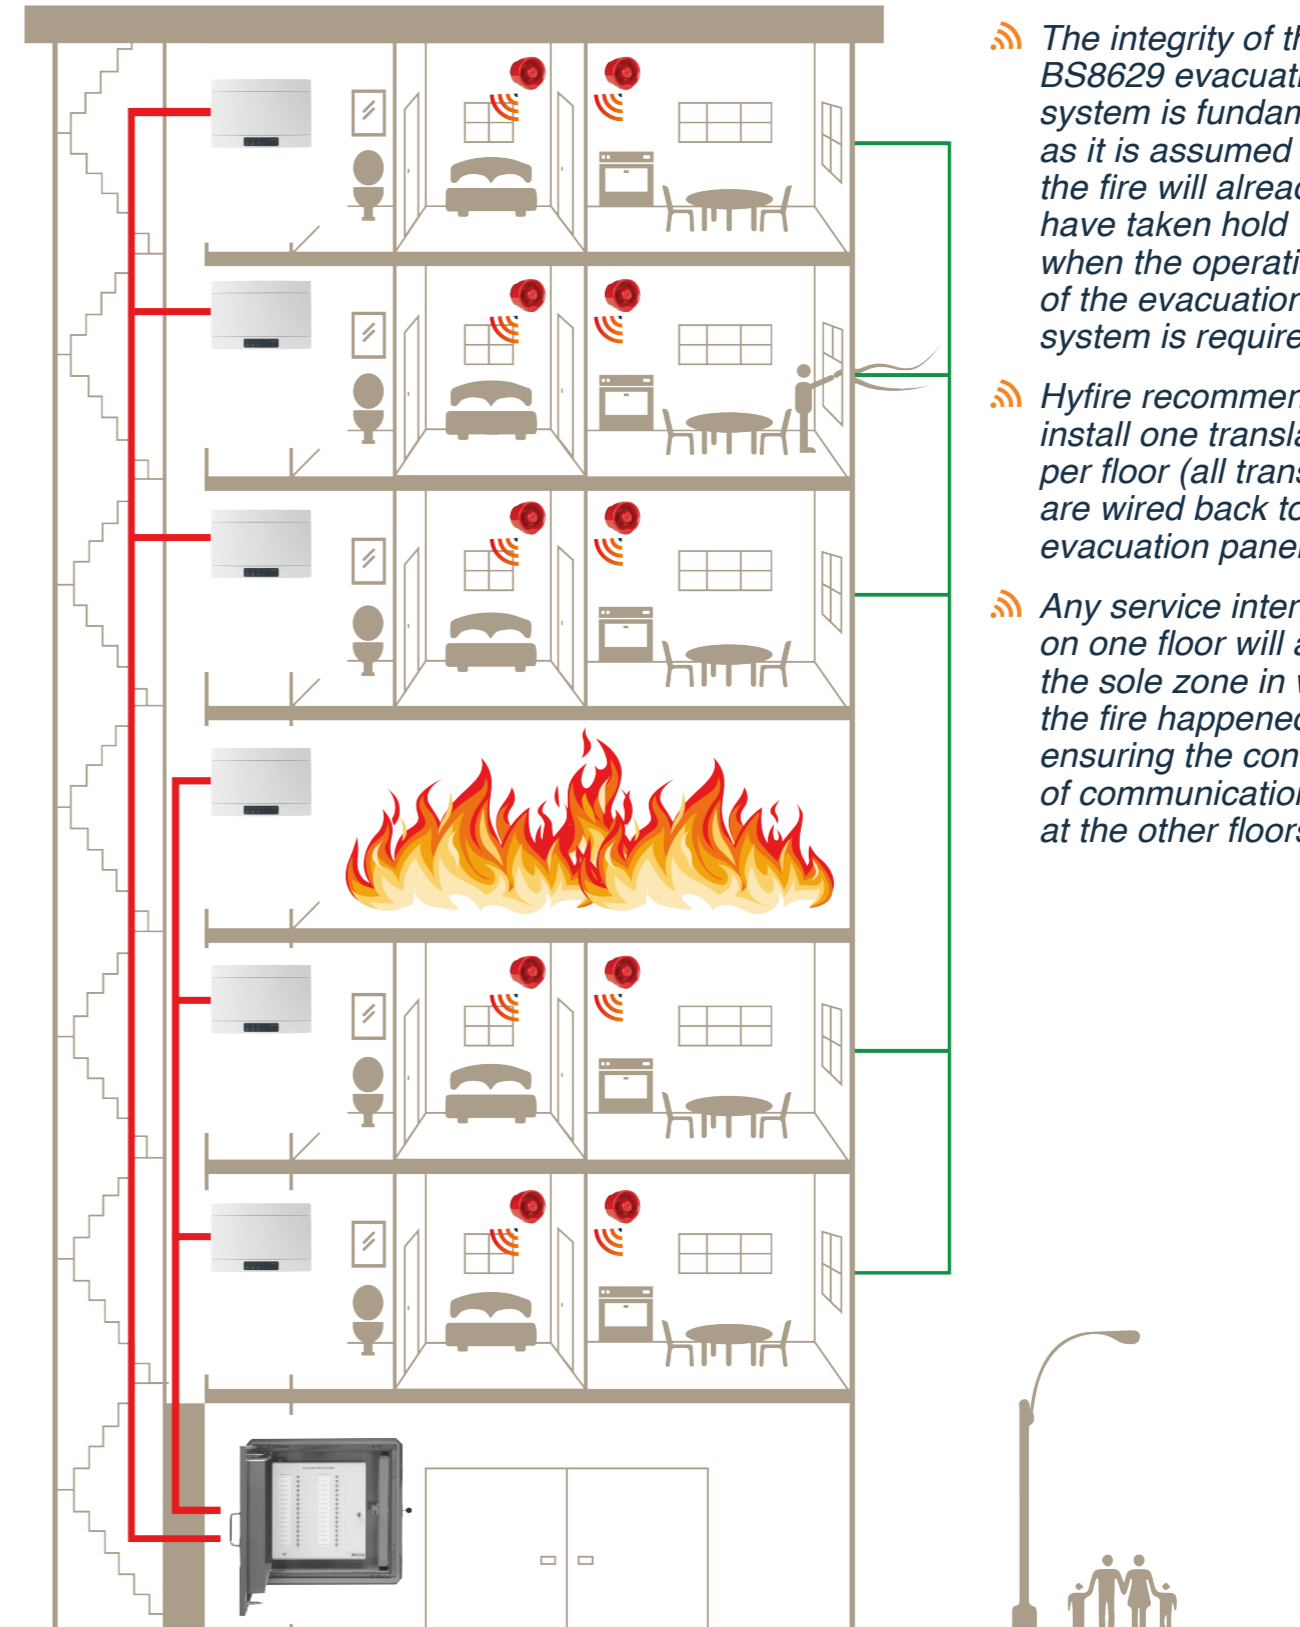 The integrity of th
BS8629 evacuati
system is fundan
as it is assumed
the fire will alread
have taken hold
when the operati
of the evacuation
system is require
Hyfire recommen
install one transla
per floor (all trans
are wired back to
evacuation panel
Any service inter
on one floor will a
the sole zone in v
the fire happened
ensuring the con
of communication
at the other floors